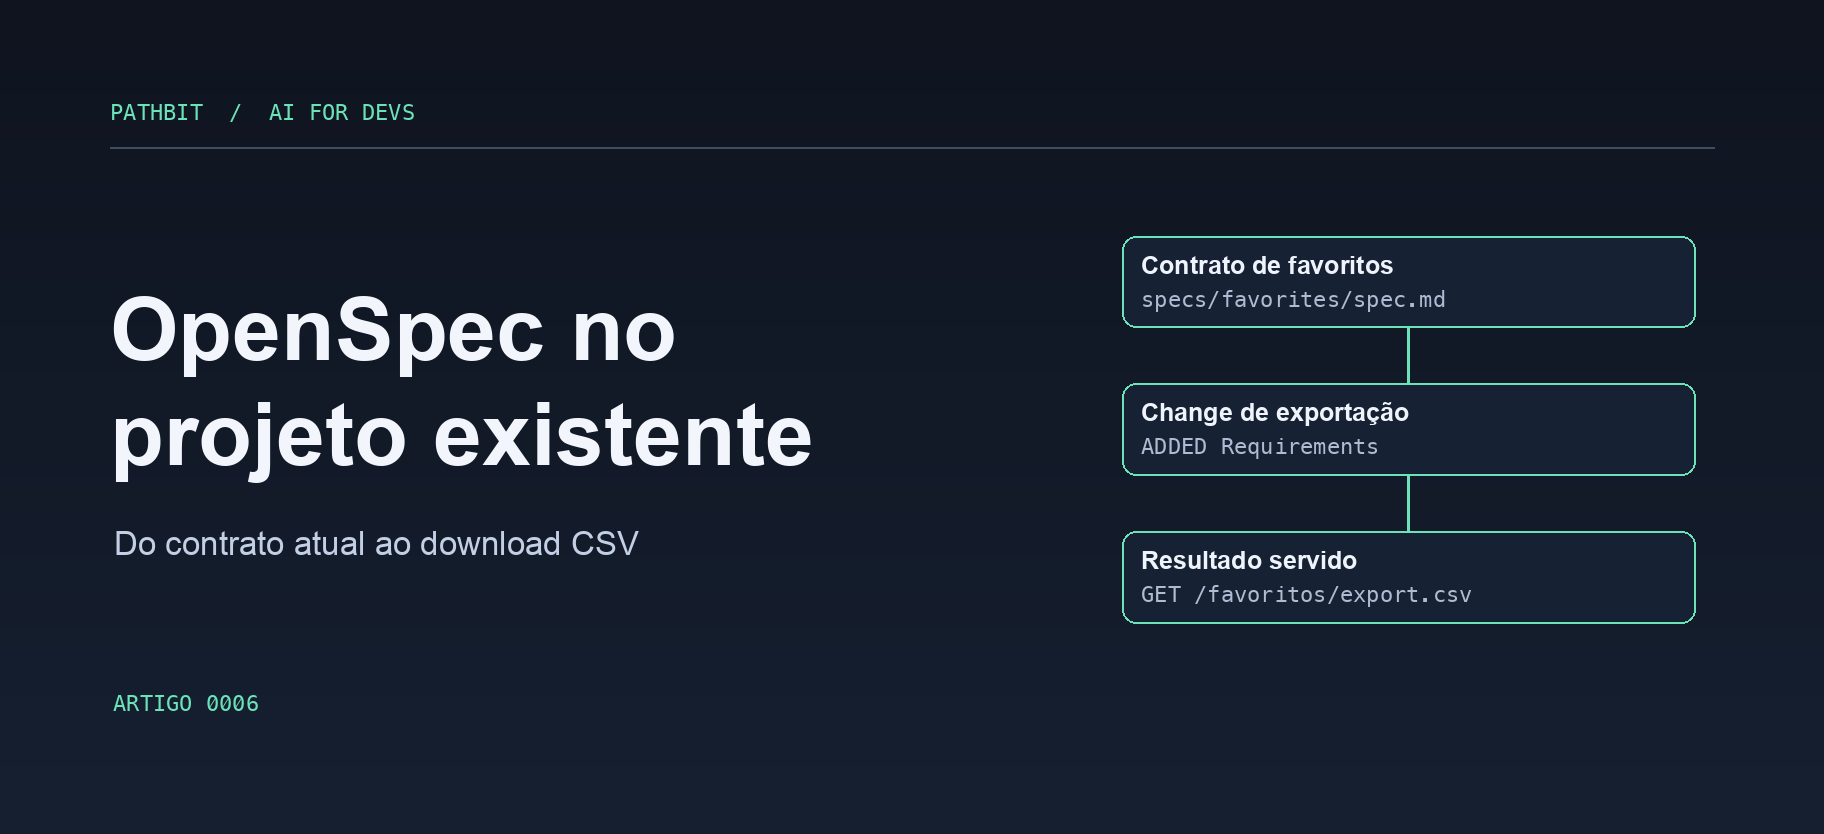 PATHBIT / AI FOR DEVS
OpenSpec no
projeto existente
Do contrato atual ao download CSV
ARTIGO 0006
Contrato de favoritos
specs/favorites/spec.md
Change de exportação
ADDED Requirements
Resultado servido
GET /favoritos/export.csv